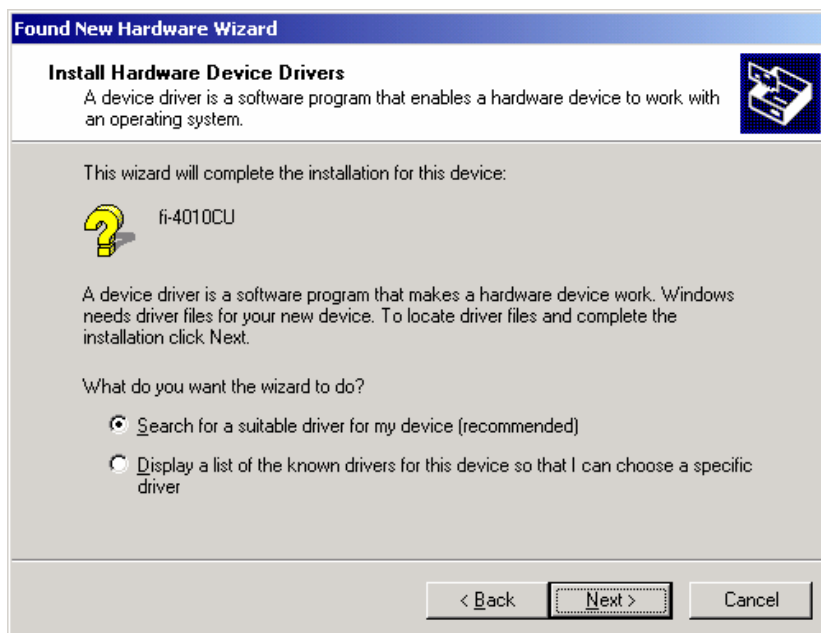 Found New Hardware Wizard
Install Hardware Device Drivers
A device driver is a software program that enables a hardware device to work with
an operating system.
This wizard will complete the installation for this device:
fi-4010CU
A device driver is a software program that makes a hardware device work. Windows
needs driver files for your new device. To locate driver files and complete the
installation click Next.
What do you want the wizard to do?
Search for a suitable driver for my device (recommended)
Display a list of the known drivers for this device so that I can choose a specific
driver
< Back Next > Cancel